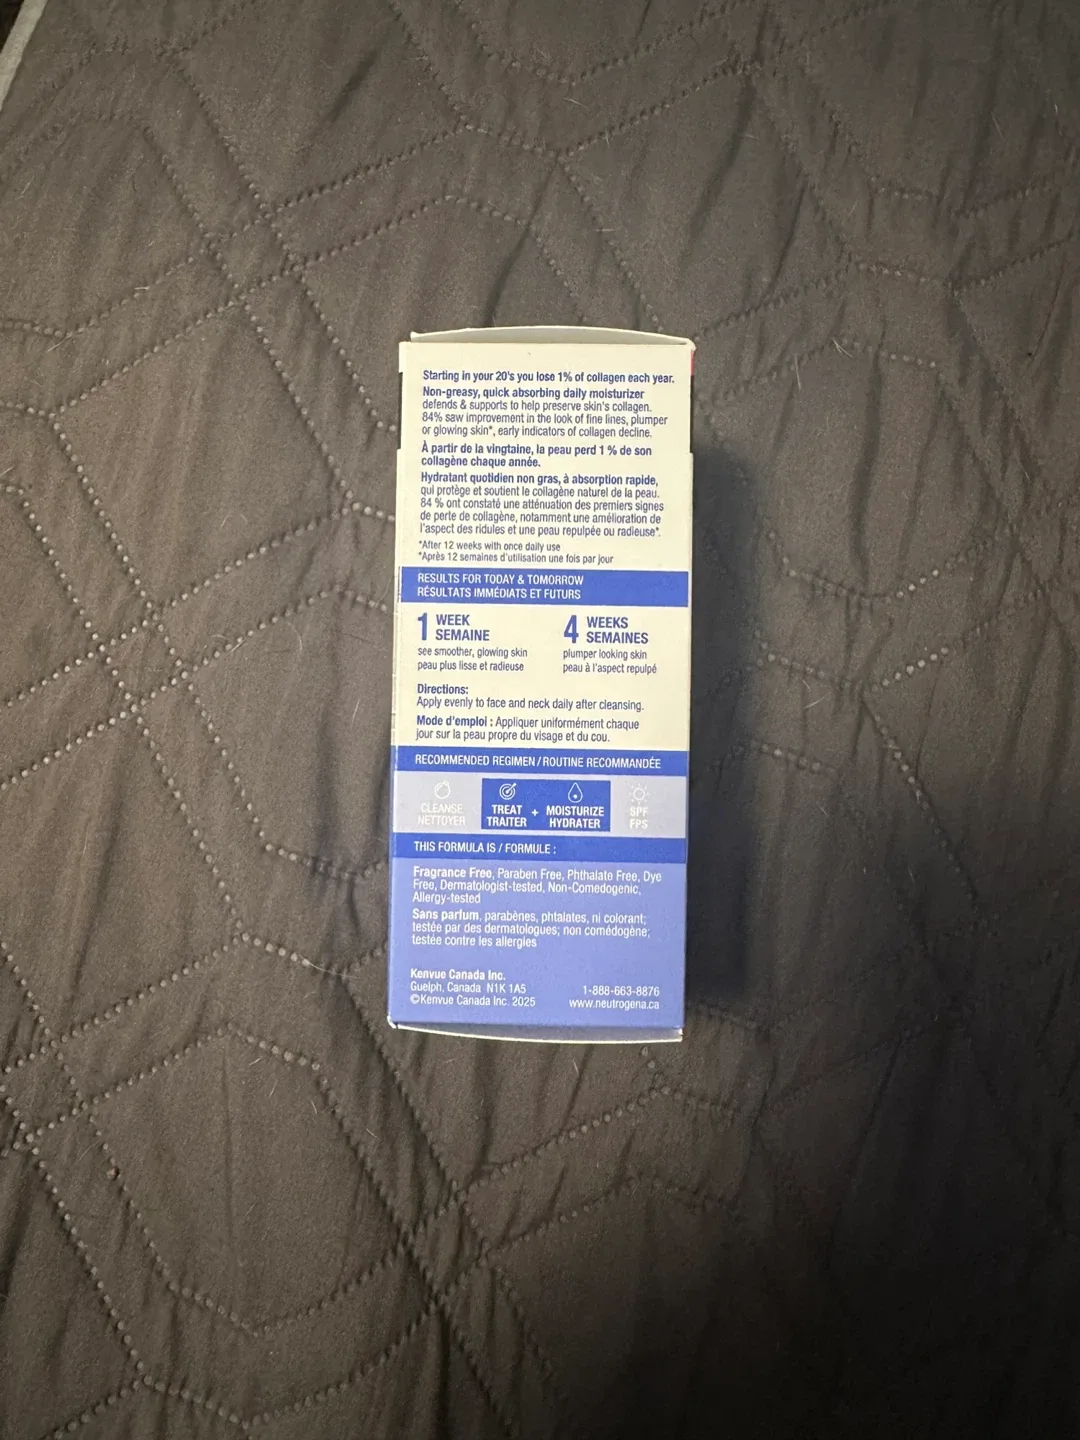 Starting in your 20's you lose 1% of collagen each year.
Non-greasy, quick absorbing daily moisturizer
defends & supports to help preserve skin's collagen.
84% saw improvement in the look of fine lines, plumper
or glowing skin*, early indicators of collagen decline.
À partir de la vingtaine, la peau perd 1 % de son
collagène chaque année.
Hydratant quotidien non gras, à absorption rapide,
qui protège et soutient le collagène naturel de la peau.
84 % ont constaté une atténuation des premiers signes
de perte de collagène, notamment une amélioration de
l'aspect des ridules et une peau repulpée ou radieuse*.
*After 12 weeks with once daily use
*Après 12 semaines d'utilisation une fois par jour
RESULTS FOR TODAY & TOMORROW
RÉSULTATS IMMÉDIATS ET FUTURS
1 WEEK
SEMAINE
see smoother, glowing skin
peau plus lisse et radieuse
4 WEEKS
SEMAINES
plumper looking skin
peau à l'aspect repulpé
Directions:
Apply evenly to face and neck daily after cleansing.
Mode d'emploi : Appliquer uniformément chaque
jour sur la peau propre du visage et du cou.
RECOMMENDED REGIMEN / ROUTINE RECOMMANDÉE
CLEANSE
NETTOYER
TREAT + MOISTURIZE
TRAITER HYDRATER
SPF
FPS
THIS FORMULA IS / FORMULE :
Fragrance Free, Paraben Free, Phthalate Free, Dye
Free, Dermatologist-tested, Non-Comedogenic,
Allergy-tested
Sans parfum, parabènes, phtalates, ni colorant;
testée par des dermatologues; non comédogène;
testée contre les allergies
Kenvue Canada Inc.
Guelph, Canada N1K 1A5
©Kenvue Canada Inc. 2025
1-888-663-8876
www.neutrogena.ca